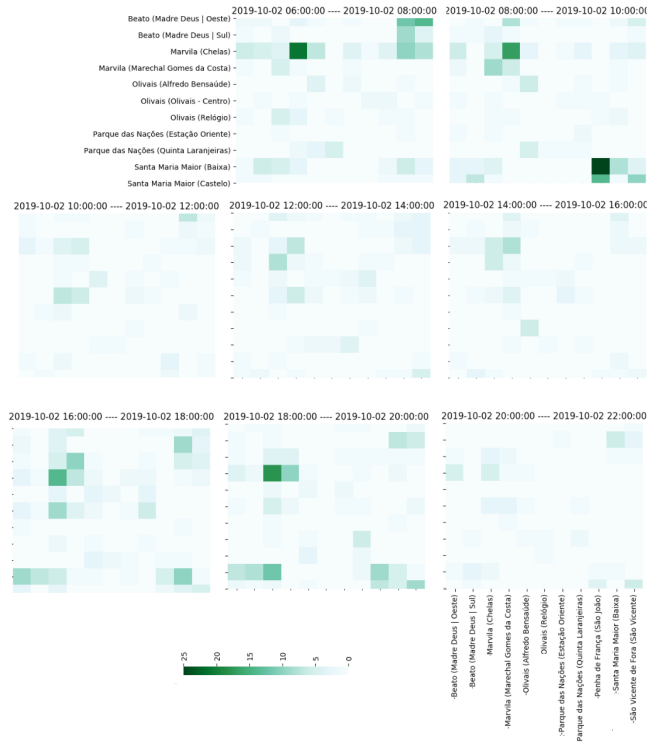 2019-10-02 06:00:00 ---- 2019-10-02 08:00:00
2019-10-02 08:00:00 ---- 2019-10-02 10:00:00
Beato (Madre Deus | Oeste)
Beato (Madre Deus | Sul)
Marvila (Chelas)
Marvila (Marechal Gomes da Costa)
Olivais (Alfredo Bensaúde)
Olivais (Olivais - Centro)
Olivais (Relógio)
Parque das Nações (Estação Oriente)
Parque das Nações (Quinta Laranjeiras)
Santa Maria Maior (Baixa)
Santa Maria Maior (Castelo)
2019-10-02 10:00:00 ---- 2019-10-02 12:00:00
2019-10-02 12:00:00 ---- 2019-10-02 14:00:00
2019-10-02 14:00:00 ---- 2019-10-02 16:00:00
2019-10-02 16:00:00 ---- 2019-10-02 18:00:00
2019-10-02 18:00:00 ---- 2019-10-02 20:00:00
2019-10-02 20:00:00 ---- 2019-10-02 22:00:00
-Beato (Madre Deus | Oeste)
-Beato (Madre Deus | Sul)
Marvila (Chelas)
-Marvila (Marechal Gomes da Costa)
-Olivais (Alfredo Bensaúde)
Olivais (Relógio)
-Parque das Nações (Estação Oriente)
Parque das Nações (Quinta Laranjeiras)
-Penha de França (São João)
-Santa Maria Maior (Baixa)
-São Vicente de Fora (São Vicente)
25
20
15
10
5
0